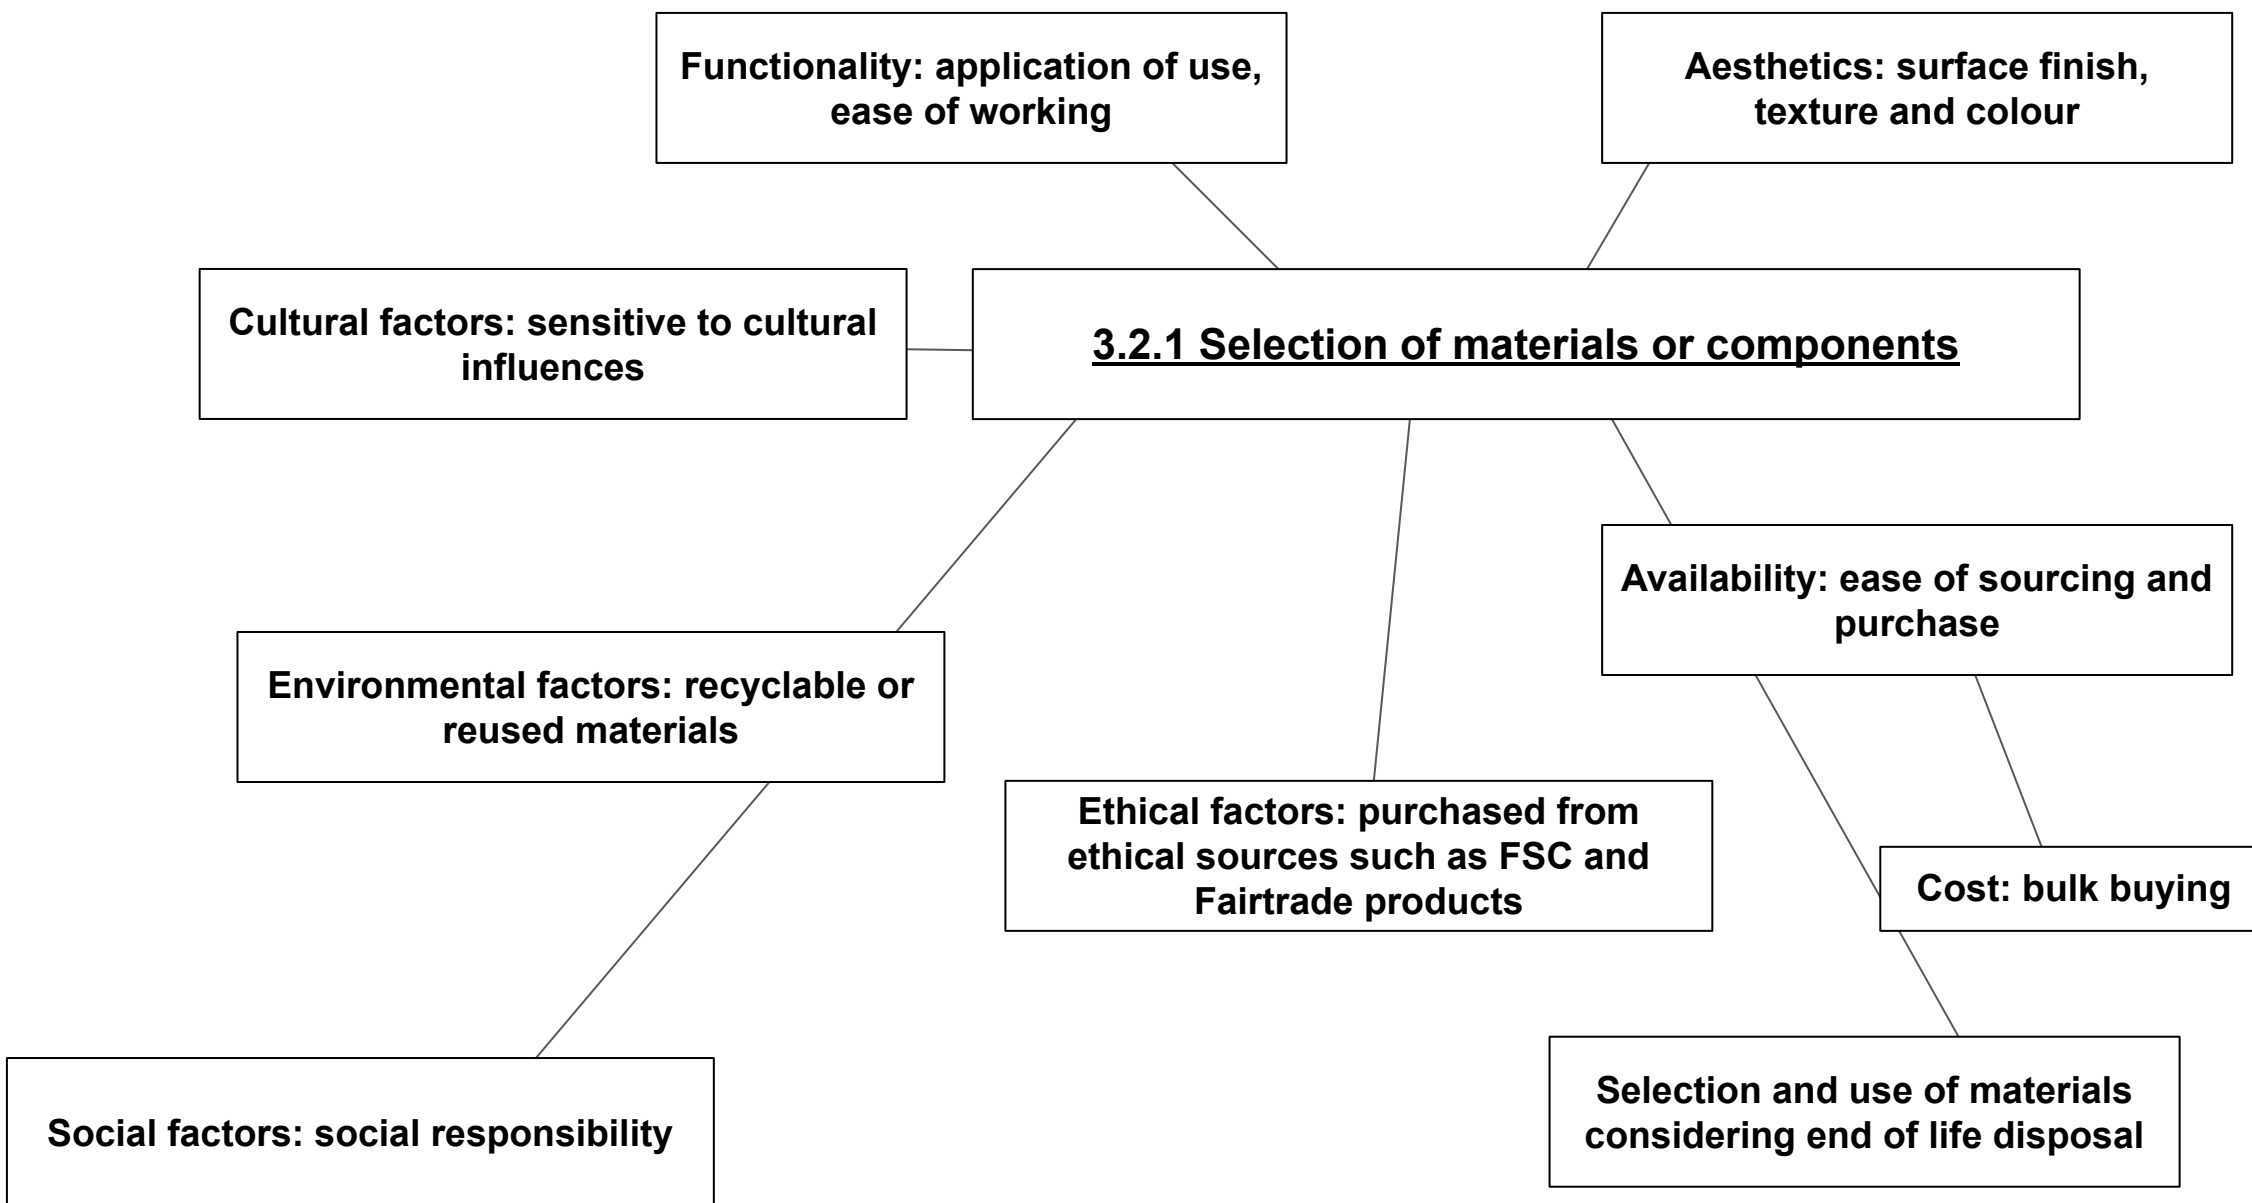 Functionality: application of use,
ease of working
Aesthetics: surface finish,
texture and colour
Cultural factors: sensitive to cultural
influences
3.2.1 Selection of materials or components
Availability: ease of sourcing and
purchase
Environmental factors: recyclable or
reused materials
Ethical factors: purchased from
ethical sources such as FSC and
Fairtrade products
Cost: bulk buying
Selection and use of materials
considering end of life disposal
Social factors: social responsibility